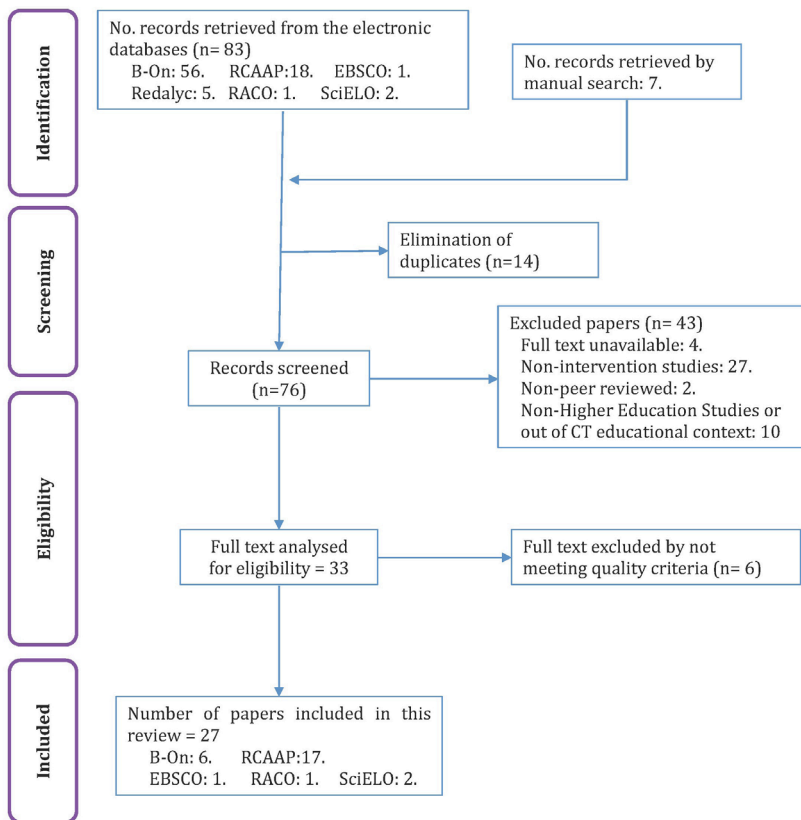 Identification
No. records retrieved from the electronic
databases (n= 83)
B-On: 56. RCAAP:18. EBSCO: 1.
Redalyc: 5. RACO: 1. SciELO: 2.
No. records retrieved by
manual search: 7.
Screening
Elimination of
duplicates (n=14)
Records screened
(n=76)
Excluded papers (n= 43)
Full text unavailable: 4.
Non-intervention studies: 27.
Non-peer reviewed: 2.
Non-Higher Education Studies or
out of CT educational context: 10
Eligibility
Full text analysed
for eligibility = 33
Full text excluded by not
meeting quality criteria (n= 6)
Included
Number of papers included in this
review = 27
B-On: 6. RCAAP:17.
EBSCO: 1. RACO: 1. SciELO: 2.